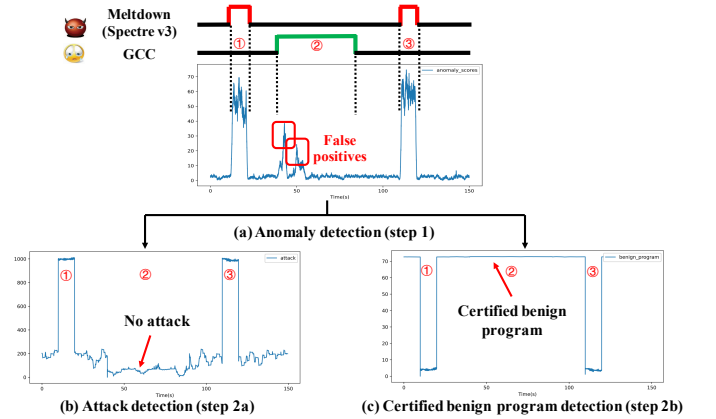 Meltdown
(Spectre v3)
GCC
① ② ③
anomaly_scores
70
60
50
40
30
20
10
0
False
positives
0 50 100 150
Time(s)
(a) Anomaly detection (step 1)
1000
800
600
400
200
0
attack
① ② ③
No attack
0 50 100 150
Time(s)
(b) Attack detection (step 2a)
70
60
50
40
30
20
10
0
benign_program
① ② ③
Certified benign
program
0 50 100 150
Time(s)
(c) Certified benign program detection (step 2b)